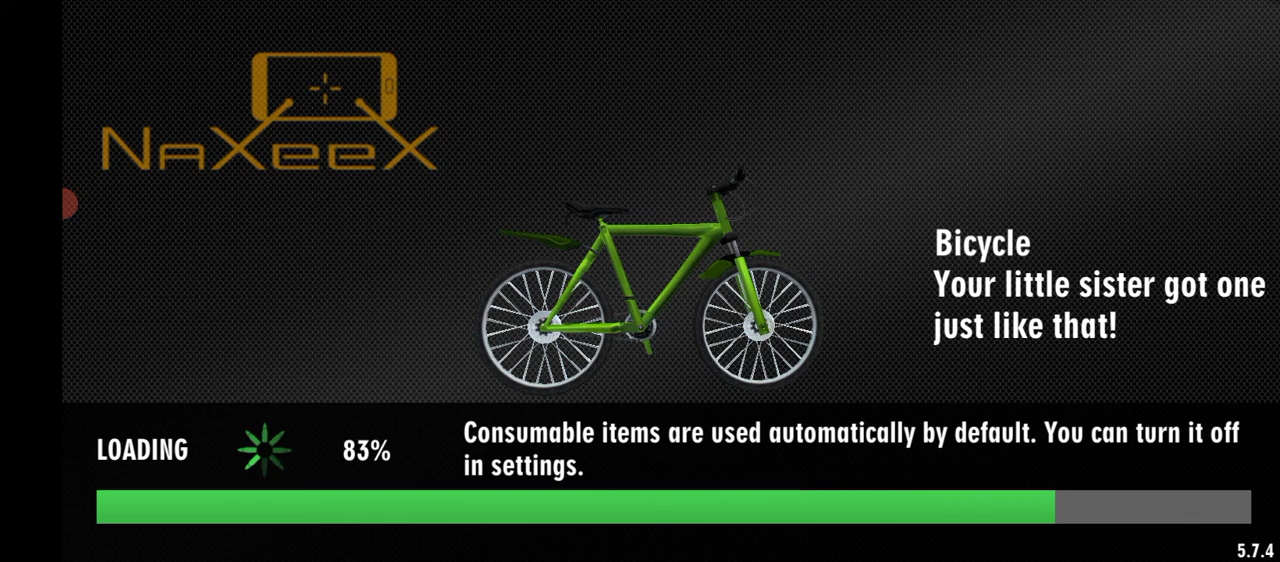 NaXeeX
Bicycle
Your little sister got one
just like that!
LOADING
83%
Consumable items are used automatically by default. You can turn it off
in settings.
5.7.4